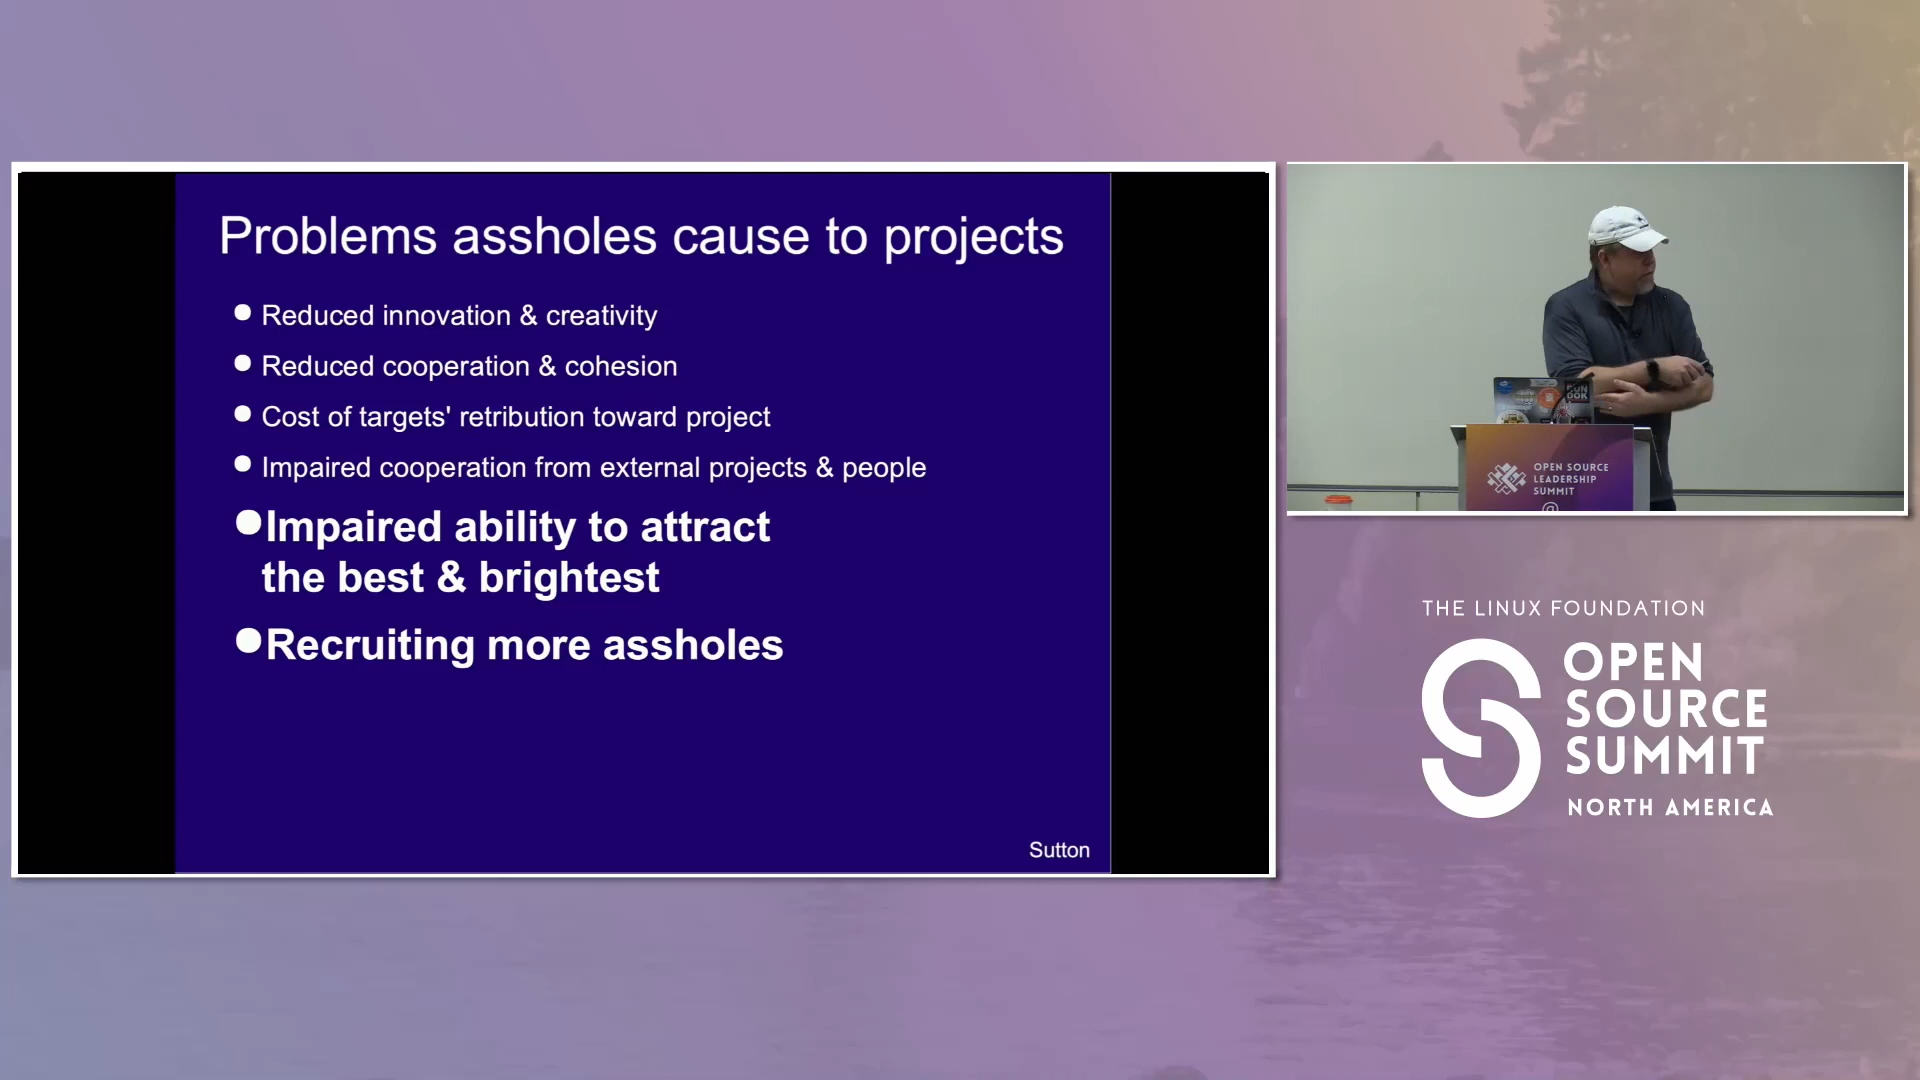 Problems assholes cause to projects
Reduced innovation & creativity
Reduced cooperation & cohesion
Cost of targets' retribution toward project
Impaired cooperation from external projects & people
Impaired ability to attract
the best & brightest
Recruiting more assholes
Sutton
OPEN SOURCE
LEADERSHIP
SUMMIT
@
THE LINUX FOUNDATION
OPEN
SOURCE
SUMMIT
NORTH AMERICA